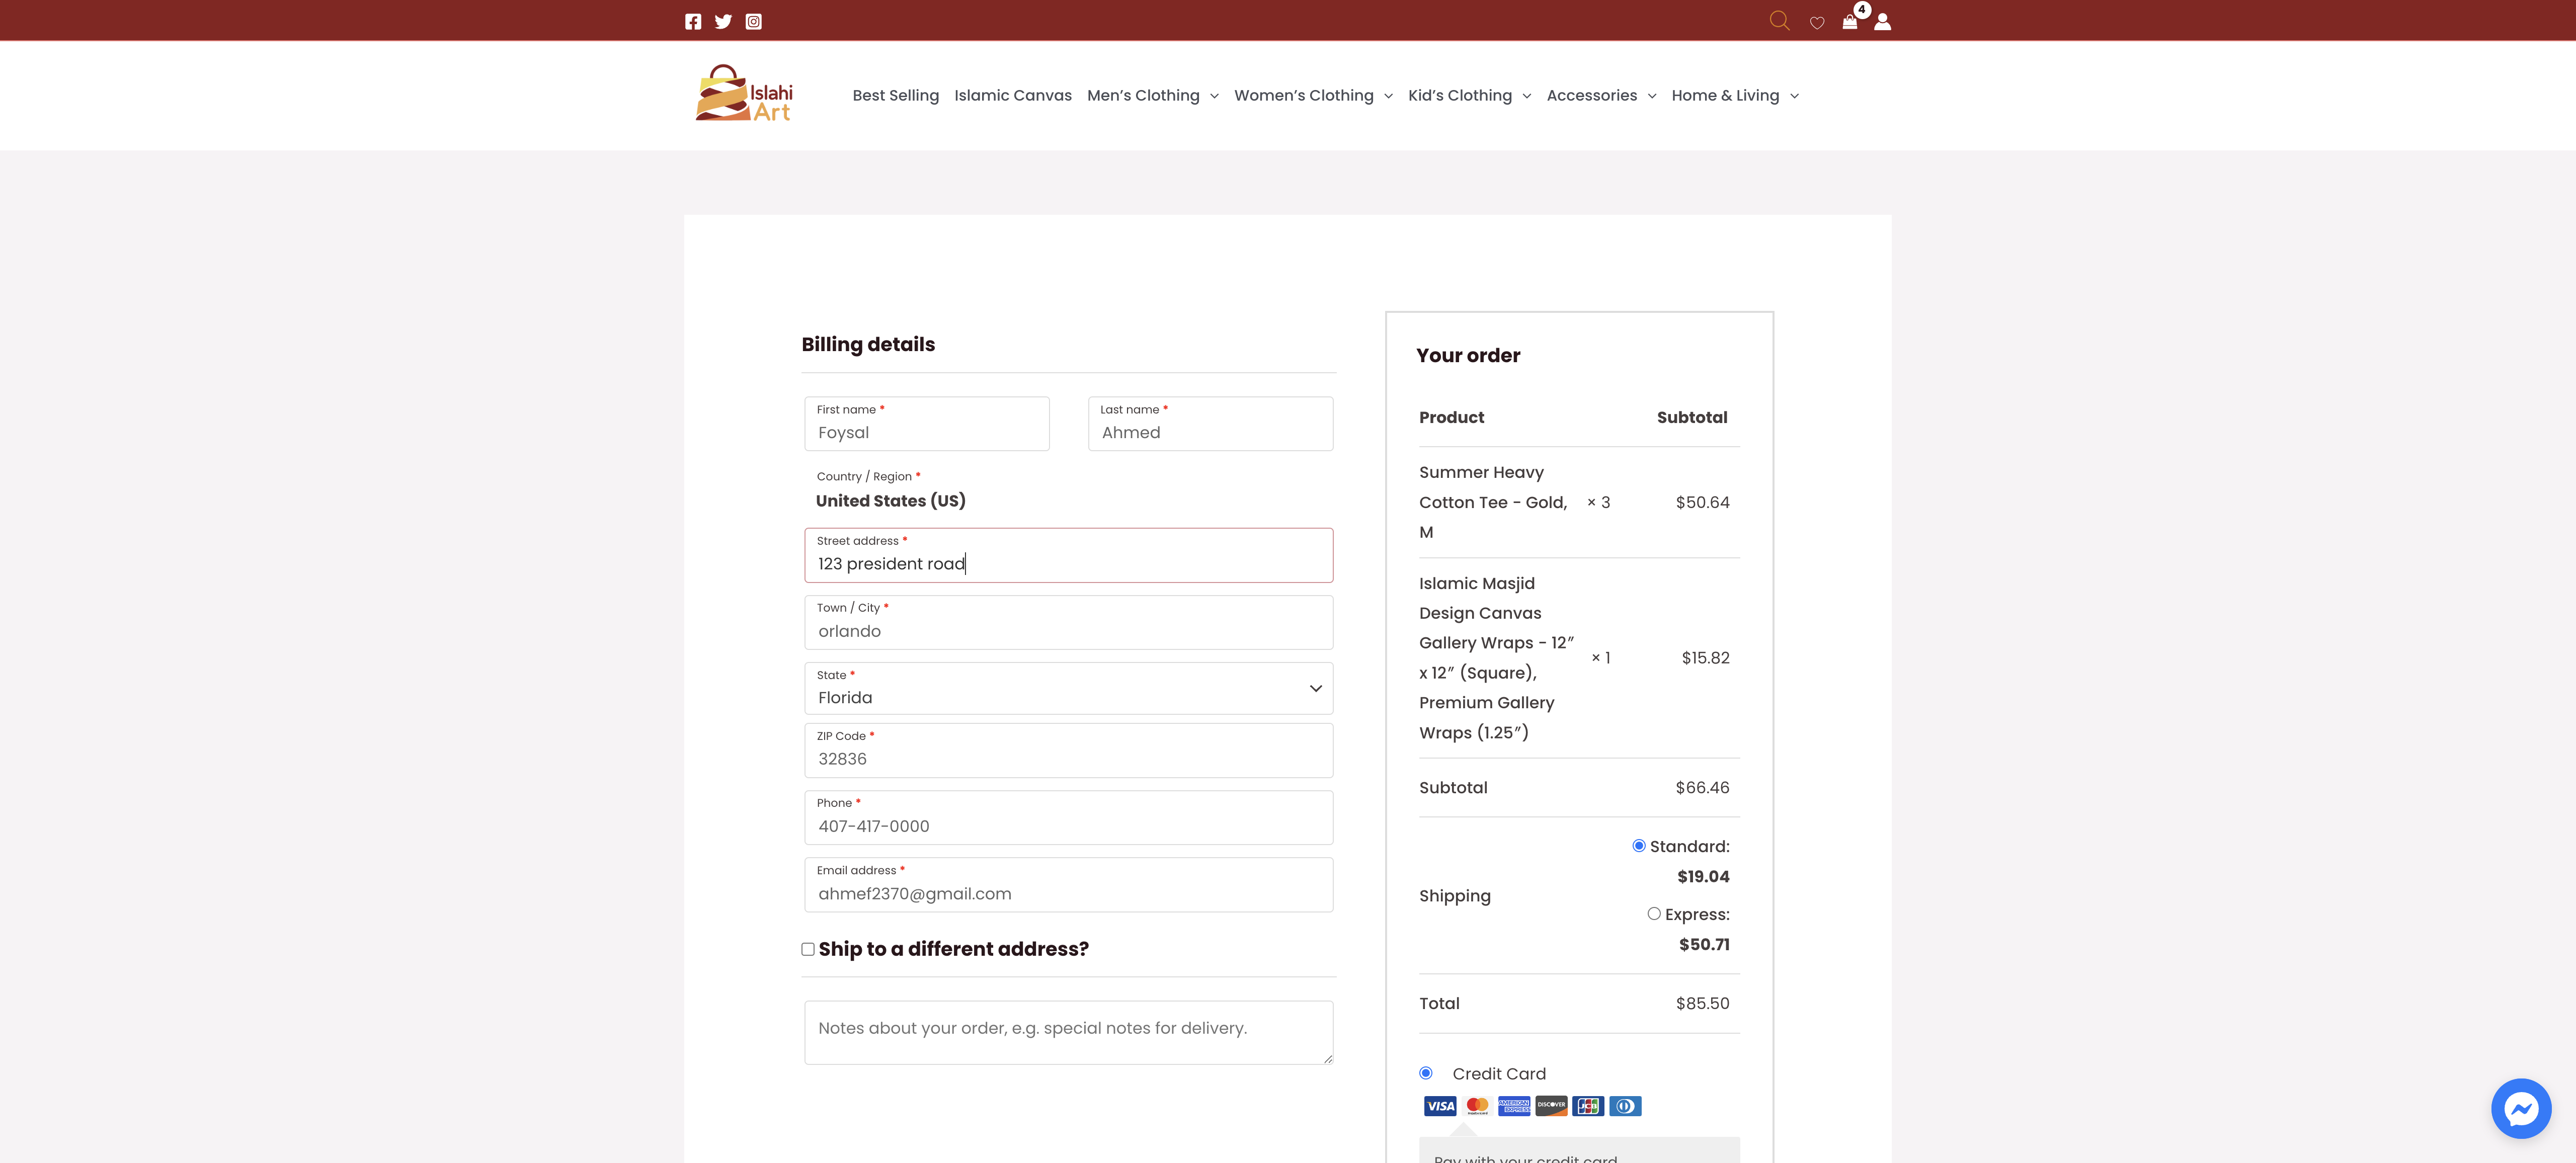 4
Islahi
Art
Best Selling Islamic Canvas Men's Clothing Women's Clothing Kid's Clothing Accessories Home & Living
Billing details
First name *
Foysal
Last name *
Ahmed
Country / Region *
United States (US)
Street address *
123 president road
Town / City *
orlando
State *
Florida
ZIP Code *
32836
Phone *
407-417-0000
Email address *
ahmef2370@gmail.com
Ship to a different address?
Notes about your order, e.g. special notes for delivery.
Your order
Product Subtotal
Summer Heavy
Cotton Tee - Gold, × 3 $50.64
M
Islamic Masjid
Design Canvas
Gallery Wraps - 12″
x 12″ (Square), × 1 $15.82
Premium Gallery
Wraps (1.25″)
Subtotal $66.46
Shipping
Standard:
$19.04
Express:
$50.71
Total $85.50
Credit Card
VISA AMERICAN EXPRESS DISCOVER JCB
Pay with your credit card